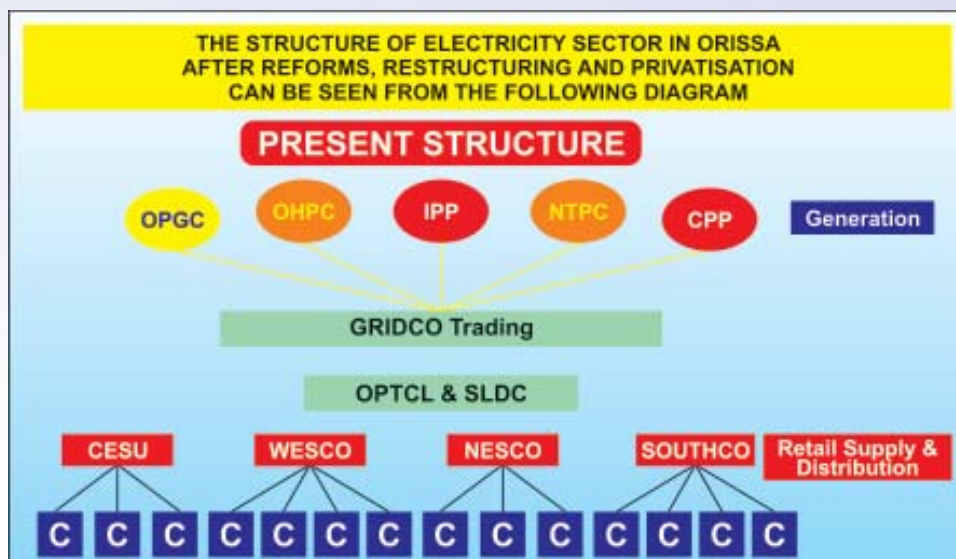 THE STRUCTURE OF ELECTRICITY SECTOR IN ORISSA
AFTER REFORMS, RESTRUCTURING AND PRIVATISATION
CAN BE SEEN FROM THE FOLLOWING DIAGRAM
PRESENT STRUCTURE
OPGC OHPC IPP NTPC CPP Generation
GRIDCO Trading
OPTCL & SLDC
CESU WESCO NESCO SOUTHCO Retail Supply &
Distribution
C C C C C C C C C C C C C C